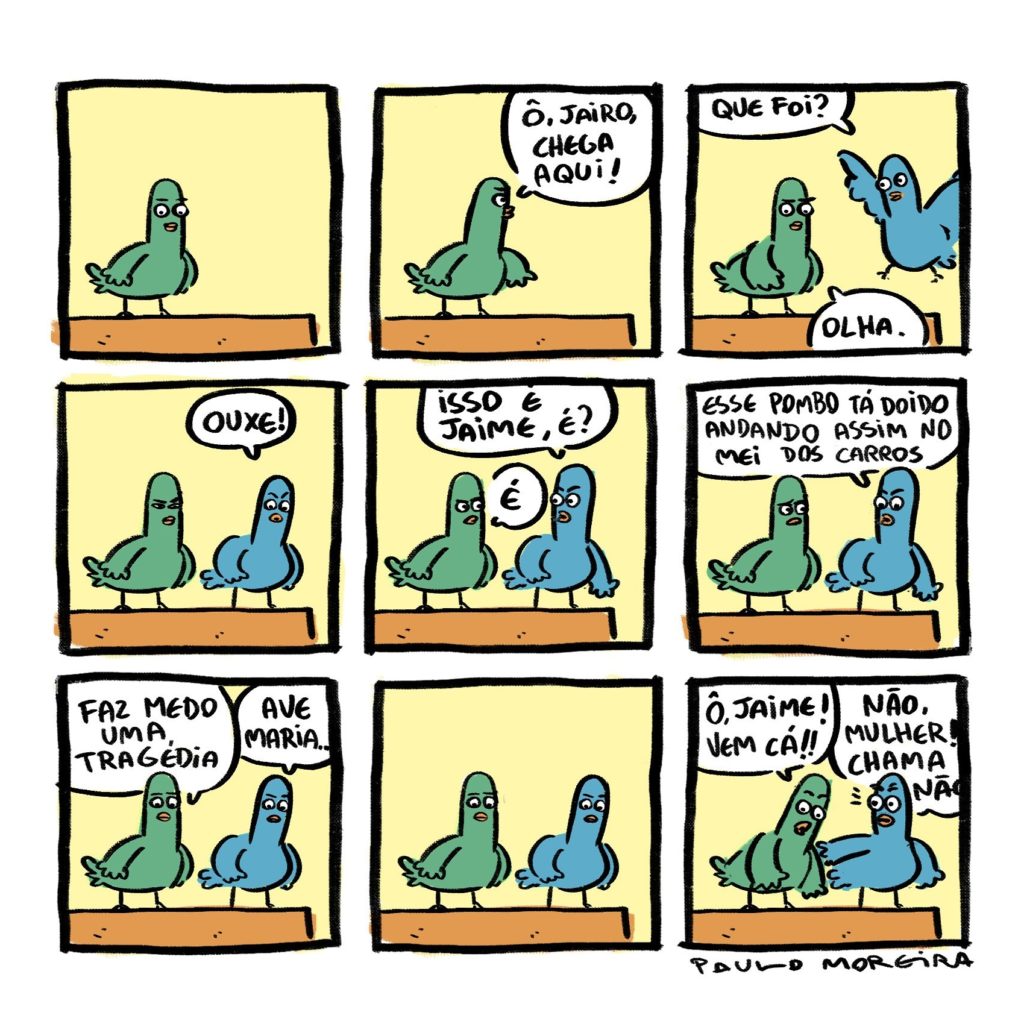 Ô, JAIRO,
CHEGA
AQUI!
QUE FOI?
OLHA.
OUXE!
ISSO É
JAIME, É?
É
ESSE POMBO TÁ DOIDO
ANDANDO ASSIM NO
MEI DOS CARROS
FAZ MEDO
UMA
TRAGÉDIA
AVE
MARIA...
Ô, JAIME!
VEM CÁ!!
NÃO,
MULHER!
CHAMA
NÃO
PAULO MOREIRA